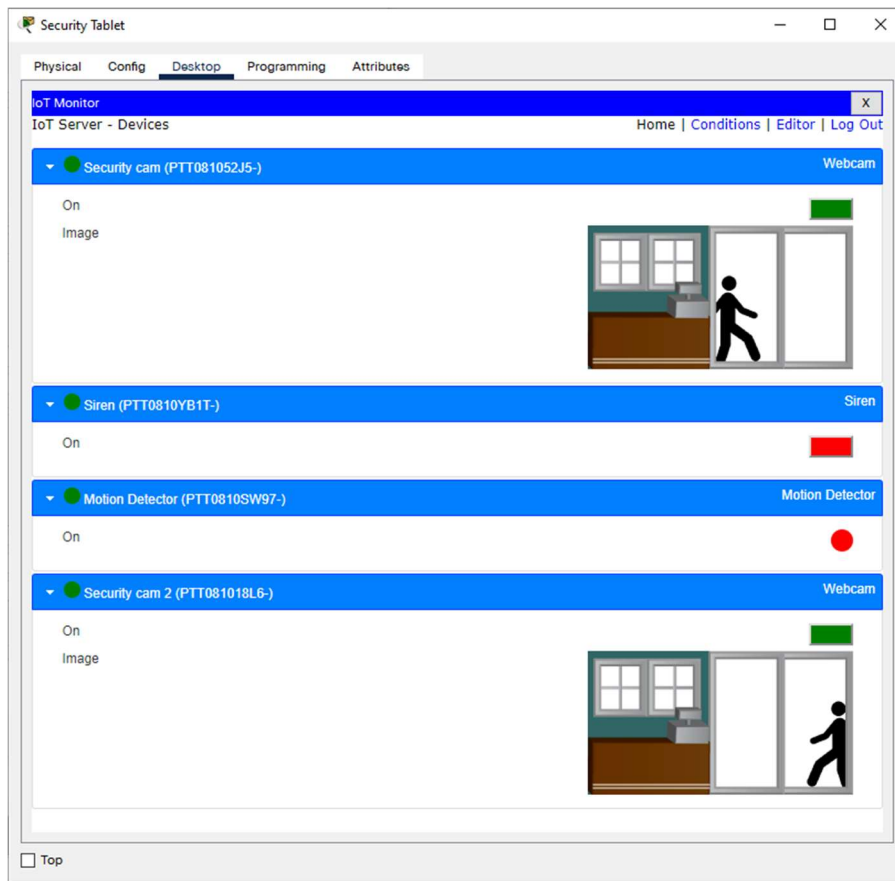 Security Tablet
Physical Config Desktop Programming Attributes
IoT Monitor X
IoT Server - Devices Home | Conditions | Editor | Log Out
Security cam (PTT081052J5-) Webcam
On
Image
Siren (PTT0810YB1T-) Siren
On
Motion Detector (PTT0810SW97-) Motion Detector
On
Security cam 2 (PTT081018L6-) Webcam
On
Image
Top